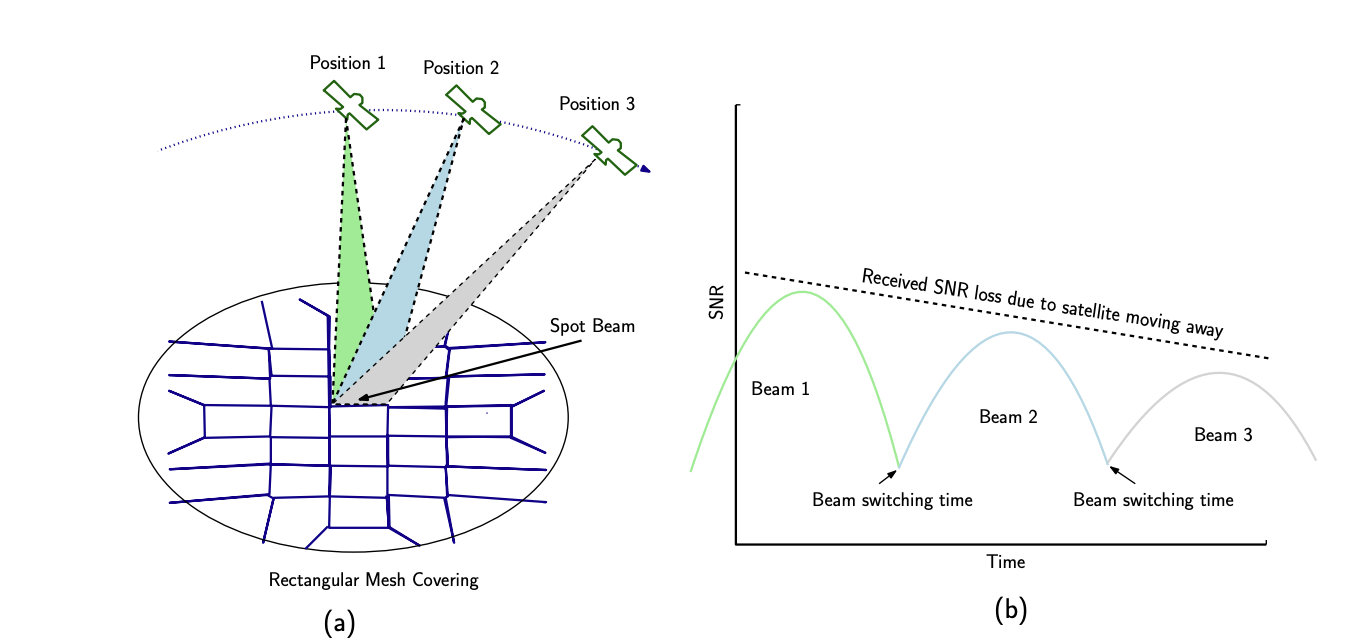 Position 1
Position 2
Position 3
Spot Beam
Rectangular Mesh Covering
(a)
SNR
Received SNR loss due to satellite moving away
Beam 1
Beam 2
Beam 3
Beam switching time
Beam switching time
Time
(b)